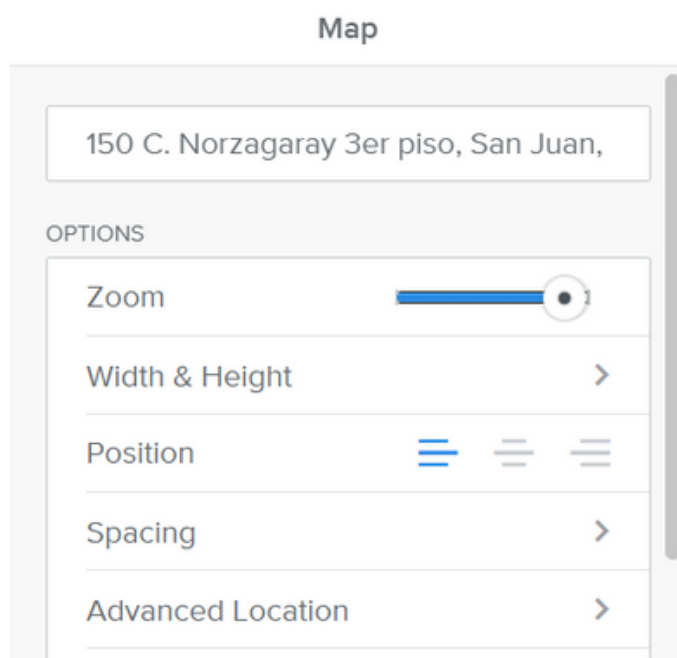 Map
150 C. Norzagaray 3er piso, San Juan,
OPTIONS
Zoom
Width & Height
Position
Spacing
Advanced Location